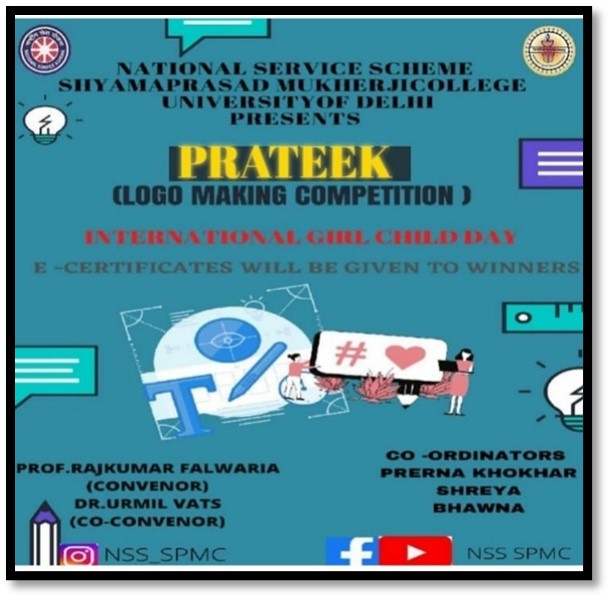 NATIONAL SERVICE SCHEME
SHYAMAPRASAD MUKHERJICOLLEGE
UNIVERSITYOF DELHI
PRESENTS
PRATEEK
(LOGO MAKING COMPETITION )
INTERNATIONAL GIRL CHILD DAY
E -CERTIFICATES WILL BE GIVEN TO WINNERS
T
#
PROF.RAJKUMAR FALWARIA
(CONVENOR)
DR.URMIL VATS
(CO-CONVENOR)
CO -ORDINATORS
PRERNA KHOKHAR
SHREYA
BHAWNA
NSS_SPMC
f
NSS SPMC